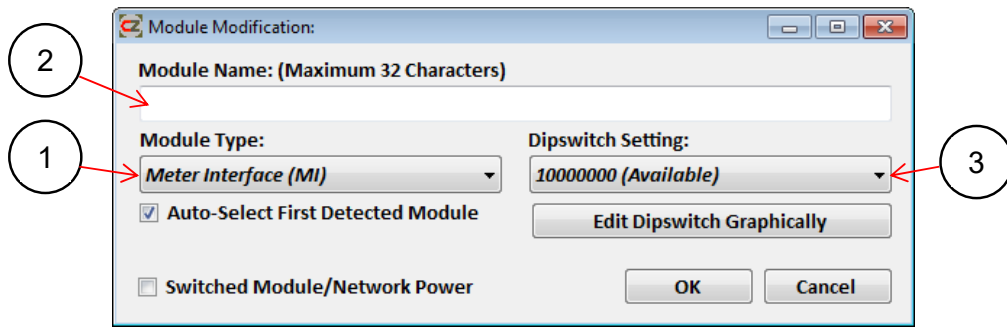 Module Modification:
2
Module Name: (Maximum 32 Characters)
Module Type:
Dipswitch Setting:
1
Meter Interface (MI)
10000000 (Available)
3
Auto-Select First Detected Module
Edit Dipswitch Graphically
Switched Module/Network Power
OK
Cancel